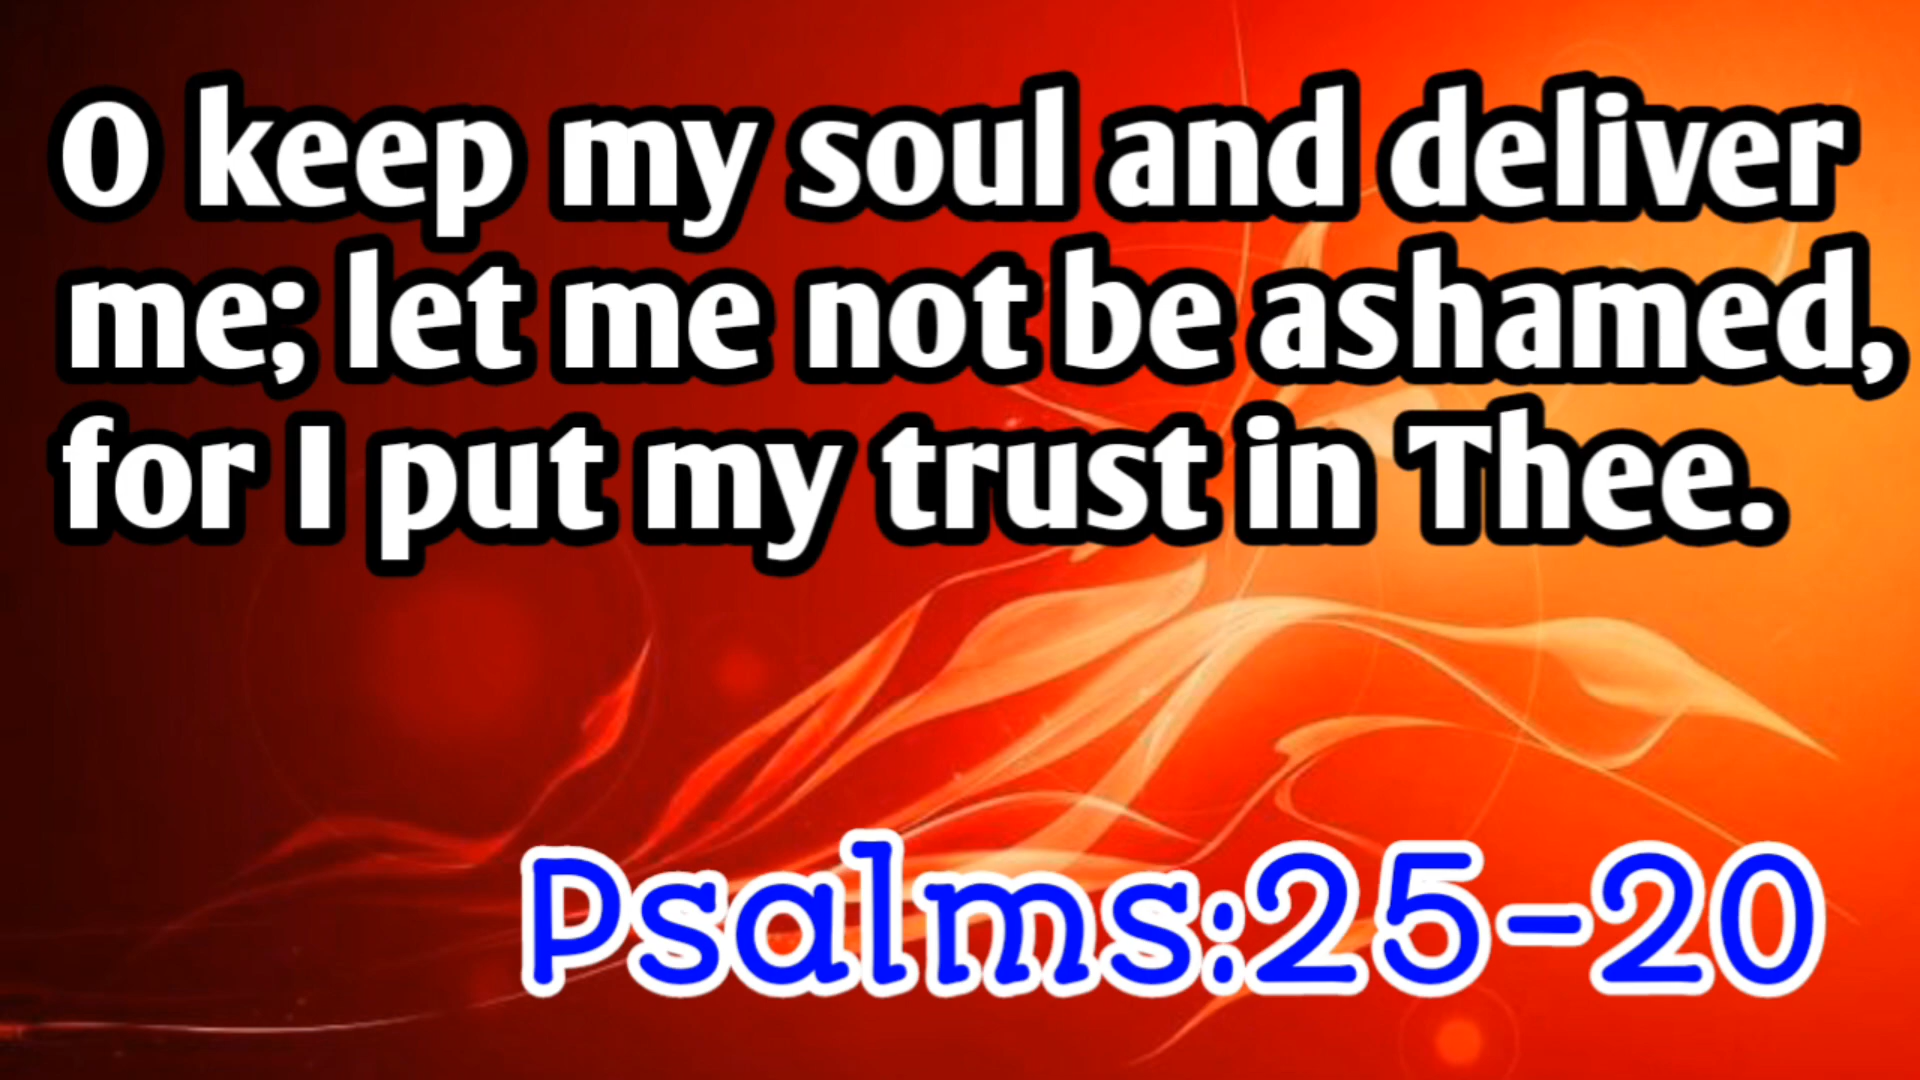 O keep my soul and deliver
me; let me not be ashamed,
for I put my trust in Thee.
Psalms:25-20